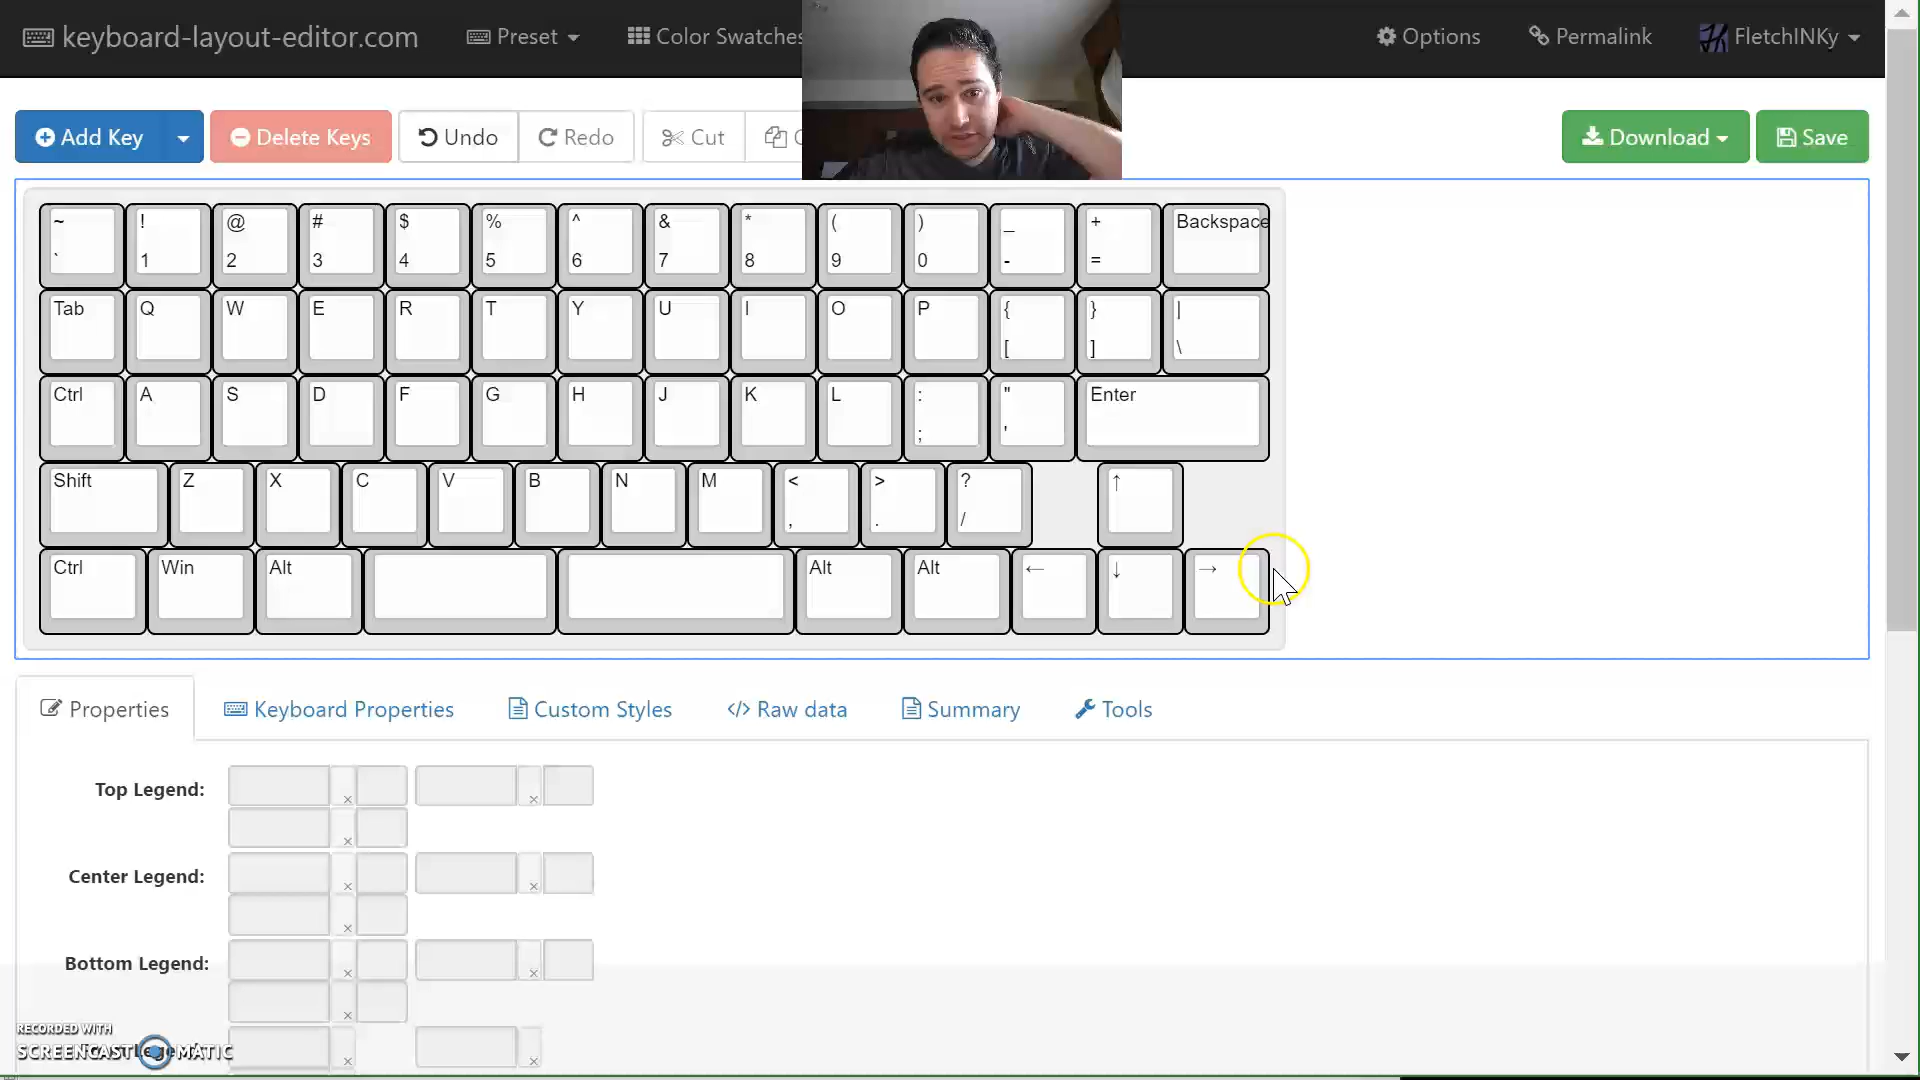 keyboard-layout-editor.com Preset Color Swatches Options Permalink FletchINKy
Add Key Delete Keys Undo Redo Cut C Download Save
~ ! @ # $ % ^ & * ( ) _ + Backspace
` 1 2 3 4 5 6 7 8 9 0 - =
Tab Q W E R T Y U I O P { } |
[ ] \
Ctrl A S D F G H J K L : " Enter
; '
Shift Z X C V B N M < > ? ↑
, . /
Ctrl Win Alt Alt Alt ← ↓ →
Properties Keyboard Properties Custom Styles </> Raw data Summary Tools
Top Legend:
Center Legend:
Bottom Legend:
RECORDED WITH
SCREENCAST MATIC